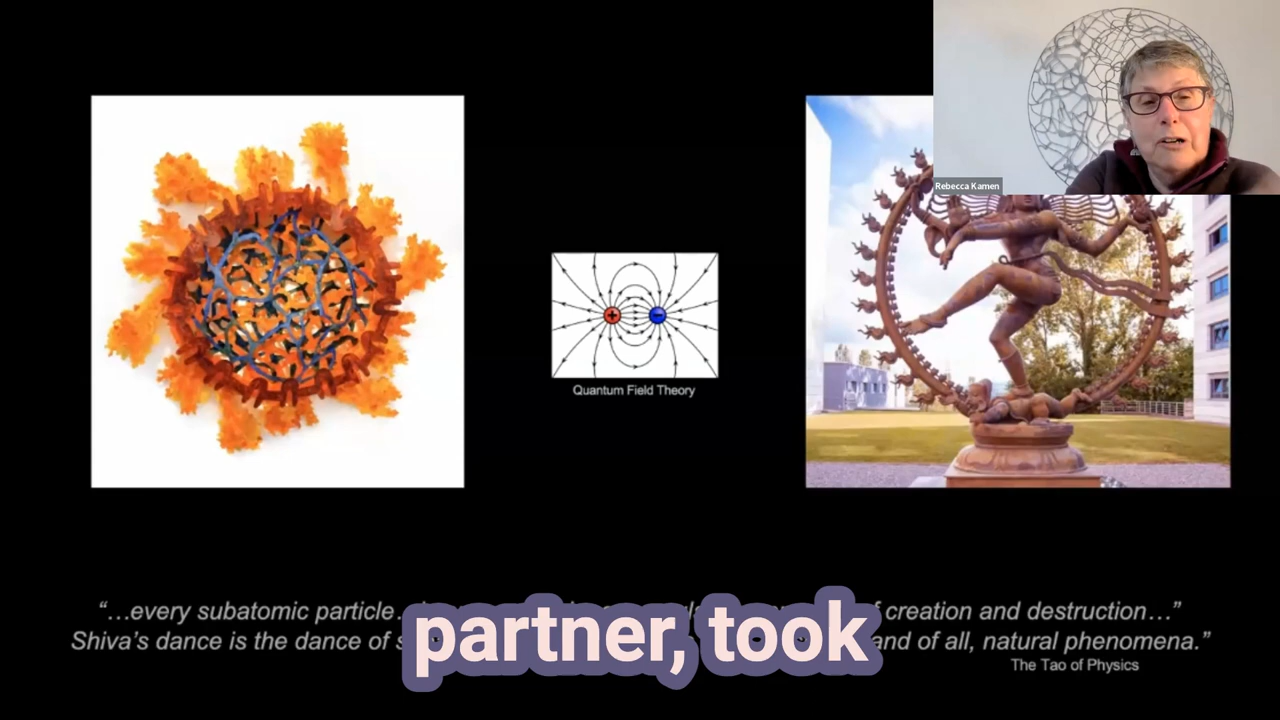 Rebecca Kamen
+
-
Quantum Field Theory
“…every subatomic particle of creation and destruction…”
Shiva’s dance is the dance of and of all, natural phenomena.”
partner, took
The Tao of Physics